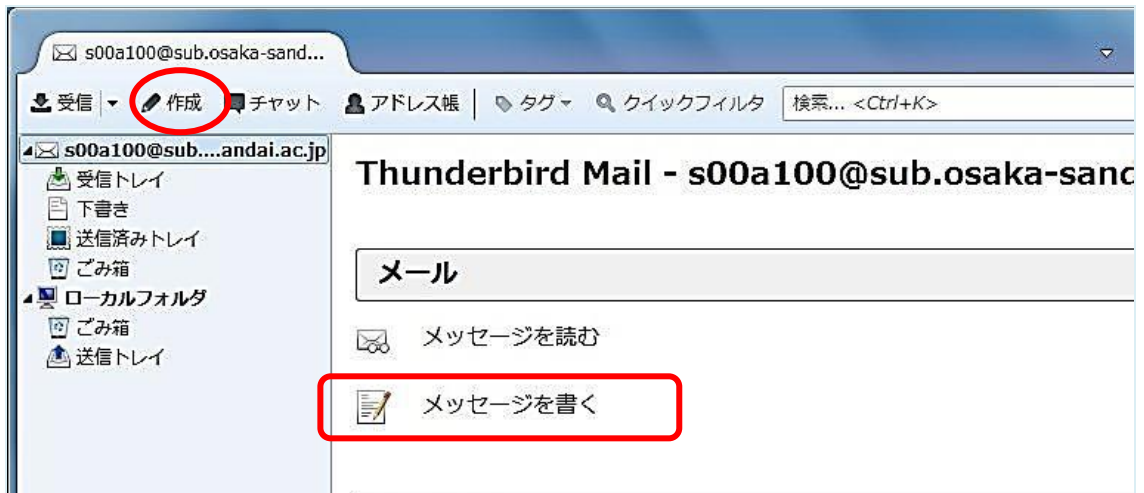 s00a100@sub.osaka-sand...
受信 作成 チャット アドレス帳 タグ クイックフィルタ 検索... <Ctrl+K>
s00a100@sub....andai.ac.jp
受信トレイ
下書き
送信済みトレイ
ごみ箱
ローカルフォルダ
ごみ箱
送信トレイ
Thunderbird Mail - s00a100@sub.osaka-sand
メール
メッセージを読む
メッセージを書く